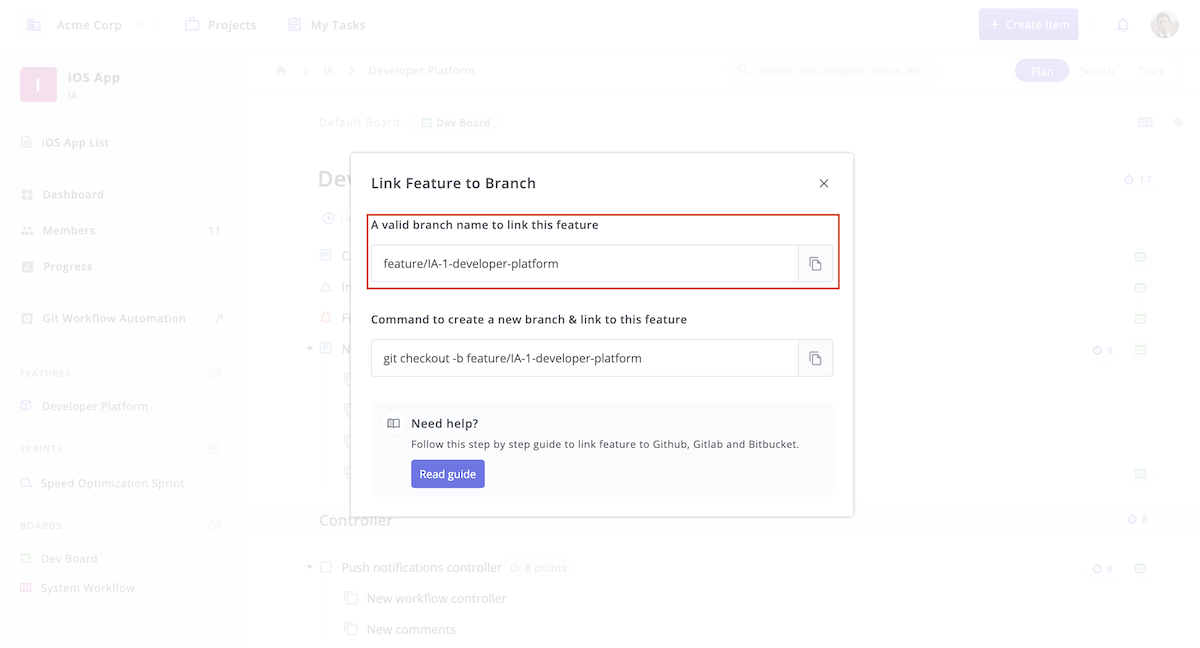 Acme Corp
Projects
My Tasks
+ Create Item
I
iOS App
IA
IA
Developer Platform
Search text, assignee, status, etc.
Plan
Search
Track
iOS App List
Default Board
Dev Board
Dashboard
Members 11
Progress
Git Workflow Automation
FEATURES
Developer Platform
SPRINTS
Speed Optimization Sprint
BOARDS
Dev Board
System Workflow
17
Link Feature to Branch
A valid branch name to link this feature
feature/IA-1-developer-platform
Command to create a new branch & link to this feature
git checkout -b feature/IA-1-developer-platform
Need help?
Follow this step by step guide to link feature to Github, Gitlab and Bitbucket.
Read guide
9
Controller
8
Push notifications controller
8 points
8
New workflow controller
New comments